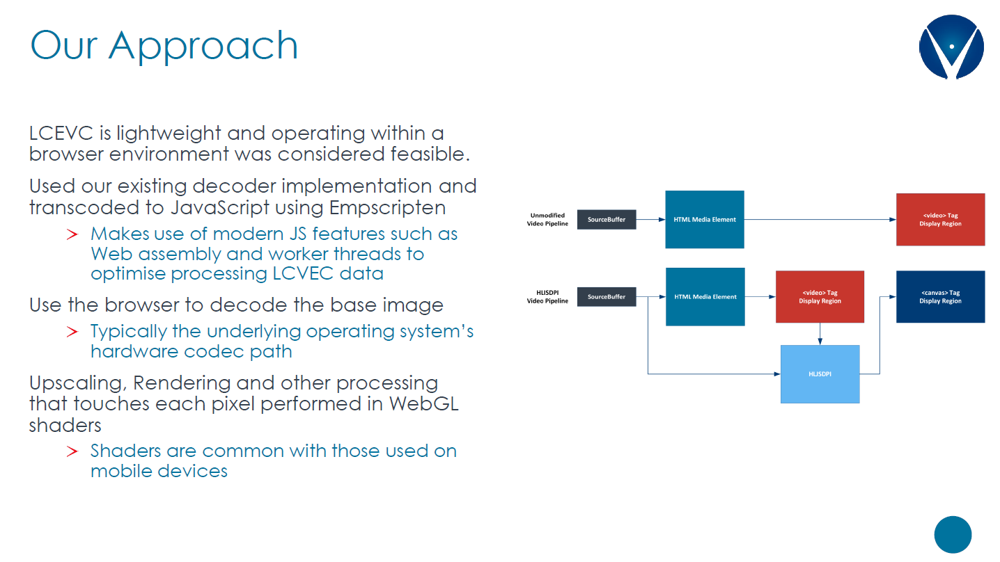 Our Approach
LCEVC is lightweight and operating within a
browser environment was considered feasible.
Used our existing decoder implementation and
transcoded to JavaScript using Empscripten
Makes use of modern JS features such as
Web assembly and worker threads to
optimise processing LCVEC data
Use the browser to decode the base image
Typically the underlying operating system's
hardware codec path
Upscaling, Rendering and other processing
that touches each pixel performed in WebGL
shaders
Shaders are common with those used on
mobile devices
Unmodified
Video Pipeline
SourceBuffer
HTML Media Element
<video> Tag
Display Region
HLISDPI
Video Pipeline
SourceBuffer
HTML Media Element
<video> Tag
Display Region
<canvas> Tag
Display Region
HLISDPI